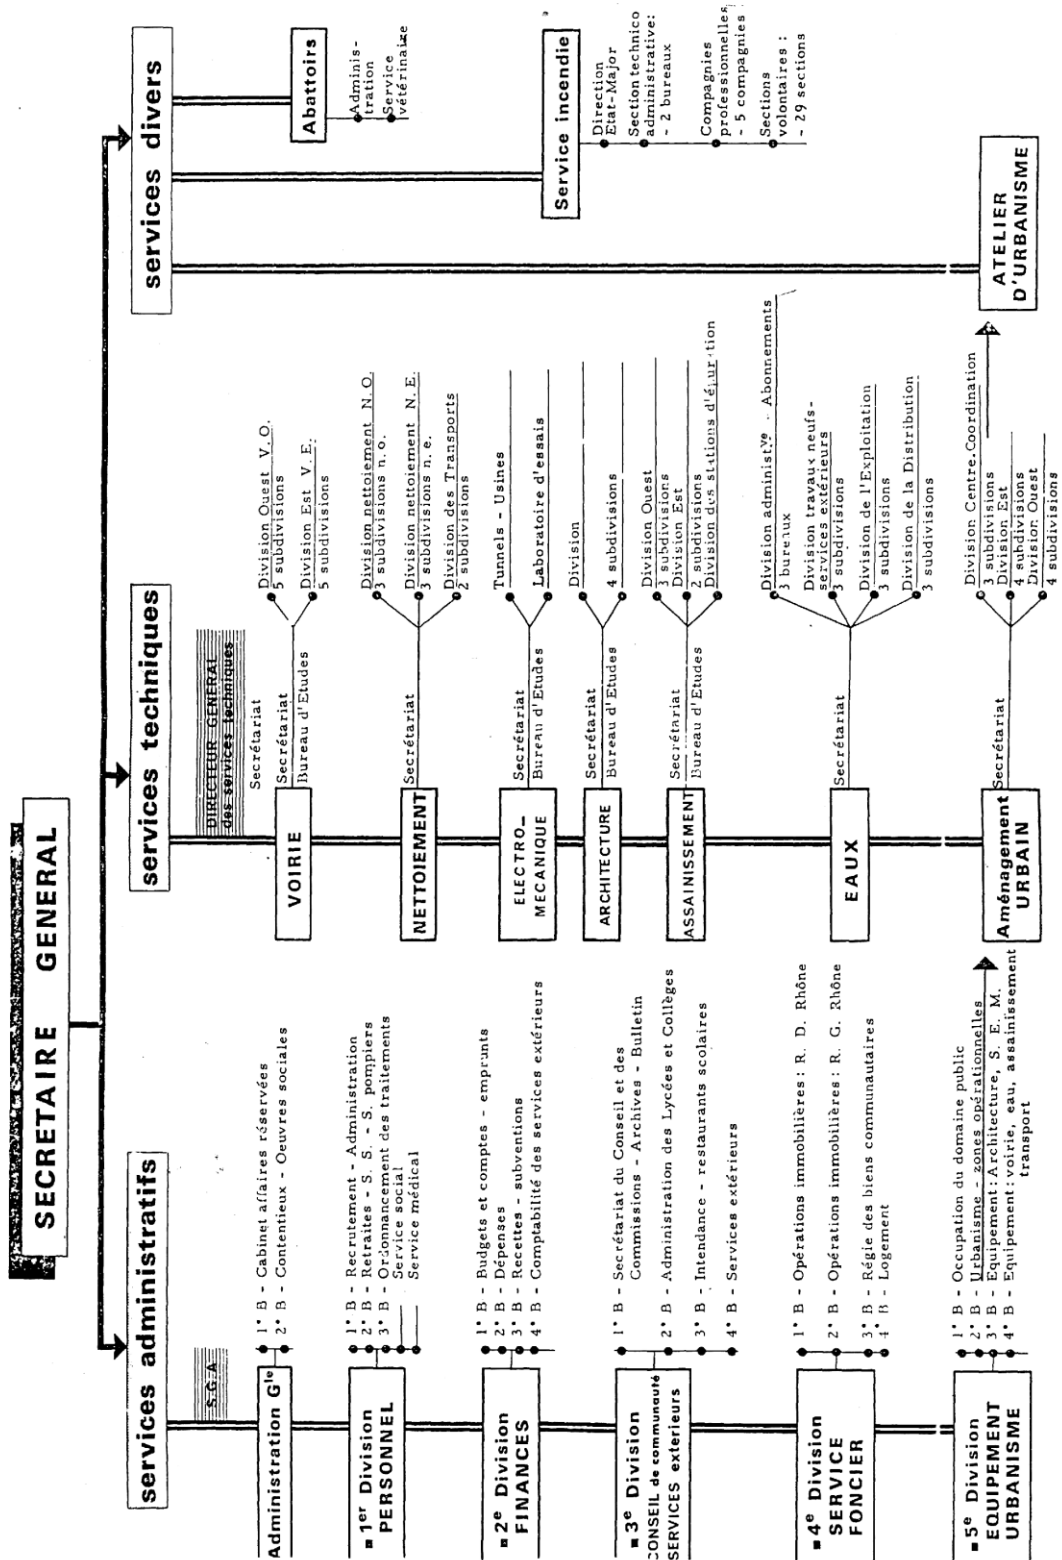 SECRETAIRE GENERAL
services administratifs
S.G.A
Administration Gle
1° B - Cabinet affaires réservées
2° B - Contentieux - Oeuvres sociales
1er Division
PERSONNEL
1° B - Recrutement - Administration
2° B - Retraites - S. S. - S. pompiers
3° B - Ordonnancement des traitements
Service social
Service médical
2e Division
FINANCES
1° B - Budgets et comptes - emprunts
2° B - Dépenses
3° B - Recettes - subventions
4° B - Comptabilité des services extérieurs
3e Division
CONSEIL de communauté
SERVICES exterieurs
1° B - Secrétariat du Conseil et des
Commissions - Archives - Bulletin
2° B - Administration des Lycées et Collèges
3° B - Intendance - restaurants scolaires
4° B - Services extérieurs
4e Division
SERVICE
FONCIER
1° B - Opérations immobilières : R. D. Rhône
2° B - Opérations immobilières : R. G. Rhône
3° B - Régie des biens communautaires
4° B - Logement
5e Division
EQUIPEMENT
URBANISME
1° B - Occupation du domaine public
2° B - Urbanisme - zones opérationnelles
3° B - Equipement : Architecture, S. E. M.
4° B - Equipement : voirie, eau, assainissement
transport
services techniques
DIRECTEUR GENERAL
des services techniques
Secrétariat
VOIRIE
Secrétariat
Bureau d'Etudes
Division Ouest V.O.
5 subdivisions
Division Est V.E.
5 subdivisions
NETTOIEMENT
Secrétariat
Division nettoiement N.O.
3 subdivisions n.o.
Division nettoiement N.E.
3 subdivisions n.e.
Division des Transports
2 subdivisions
ELECTRO_
MECANIQUE
Secrétariat
Bureau d'Etudes
Tunnels - Usines
Laboratoire d'essais
ARCHITECTURE
Secrétariat
Bureau d'Etudes
Division
4 subdivisions
ASSAINISSEMENT
Secrétariat
Bureau d'Etudes
Division Ouest
3 subdivisions
Division Est
2 subdivisions
Division des stations d'épuration
EAUX
Secrétariat
Division administve - Abonnements
3 bureaux
Division travaux neufs-
services extérieurs
3 subdivisions
Division de l'Exploitation
3 subdivisions
Division de la Distribution
3 subdivisions
Aménagement
URBAIN
Secrétariat
Division Centre.Coordination
3 subdivisions
Division Est
4 subdivisions
Division Ouest
4 subdivisions
services divers
Abattoirs
Adminis-
tration
Service
vétérinaire
Service incendie
Direction
Etat-Major
Section technico
administrative:
- 2 bureaux
Compagnies
professionnelles
- 5 compagnies
Sections
volontaires :
- 29 sections
ATELIER
D'URBANISME